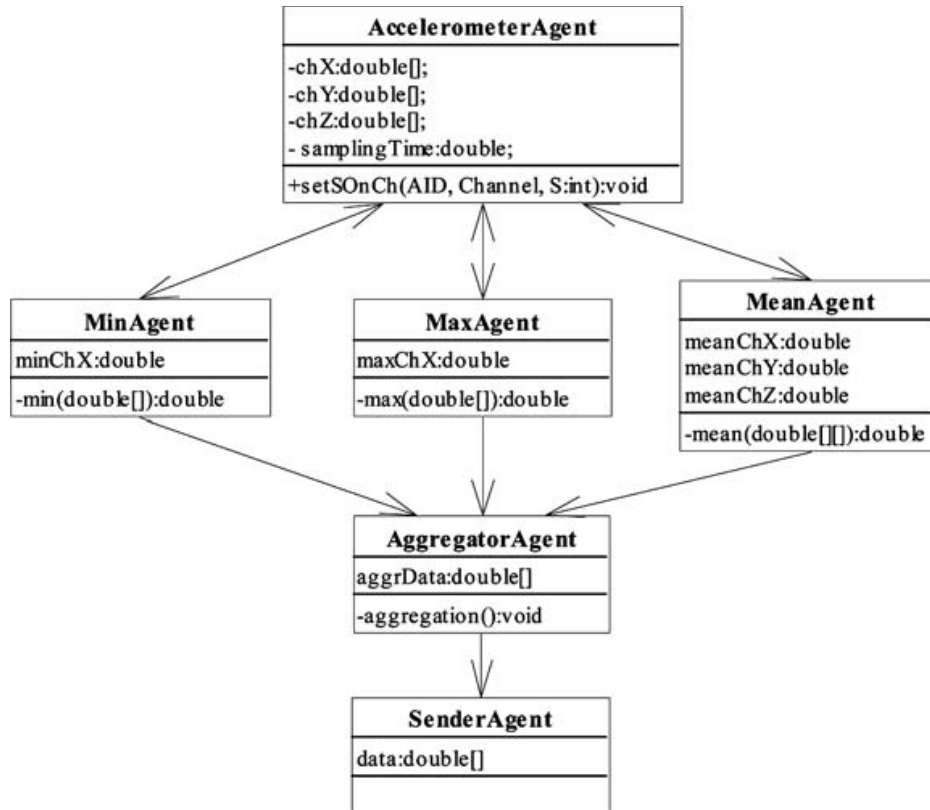 AccelerometerAgent
-chX:double[];
-chY:double[];
-chZ:double[];
- samplingTime:double;
+setSOnCh(AID, Channel, S:int):void
MinAgent
minChX:double
-min(double[]):double
MaxAgent
maxChX:double
-max(double[]):double
MeanAgent
meanChX:double
meanChY:double
meanChZ:double
-mean(double[][]):double
AggregatorAgent
aggrData:double[]
-aggregation():void
SenderAgent
data:double[]